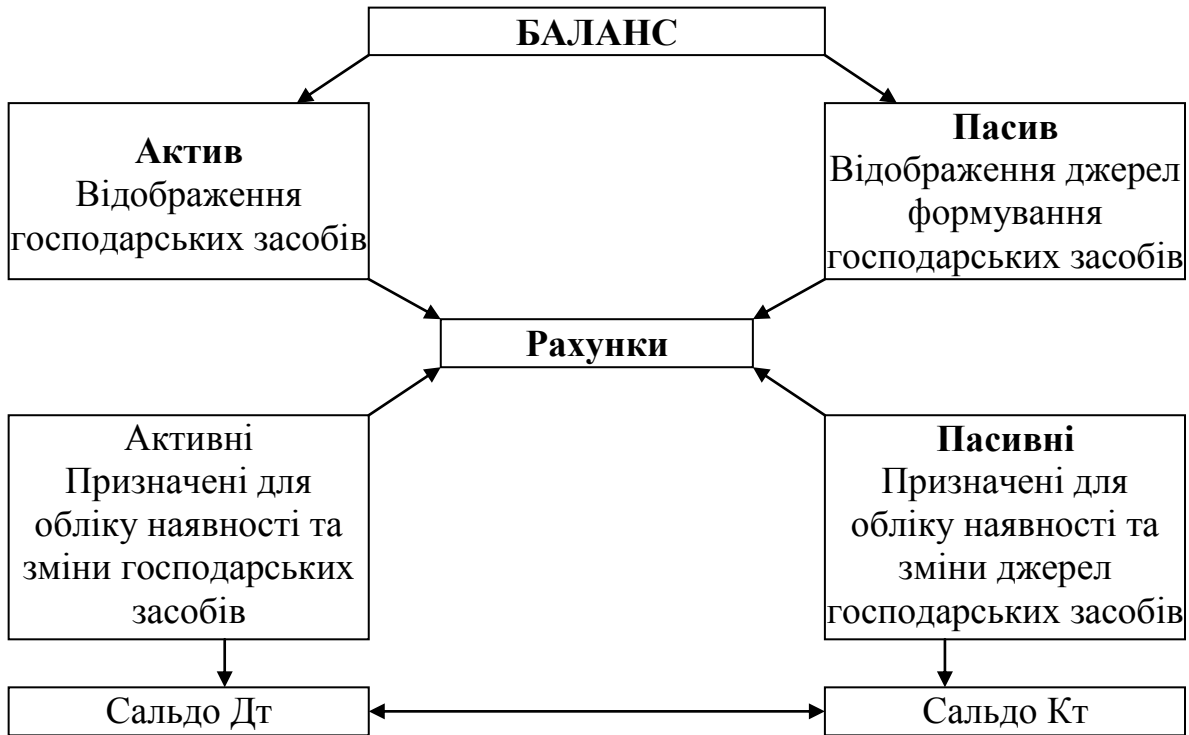 БАЛАНС
Актив
Відображення
господарських засобів
Пасив
Відображення джерел
формування
господарських засобів
Рахунки
Активні
Призначені для
обліку наявності та
зміни господарських
засобів
Пасивні
Призначені для
обліку наявності та
зміни джерел
господарських засобів
Сальдо Дт
Сальдо Кт